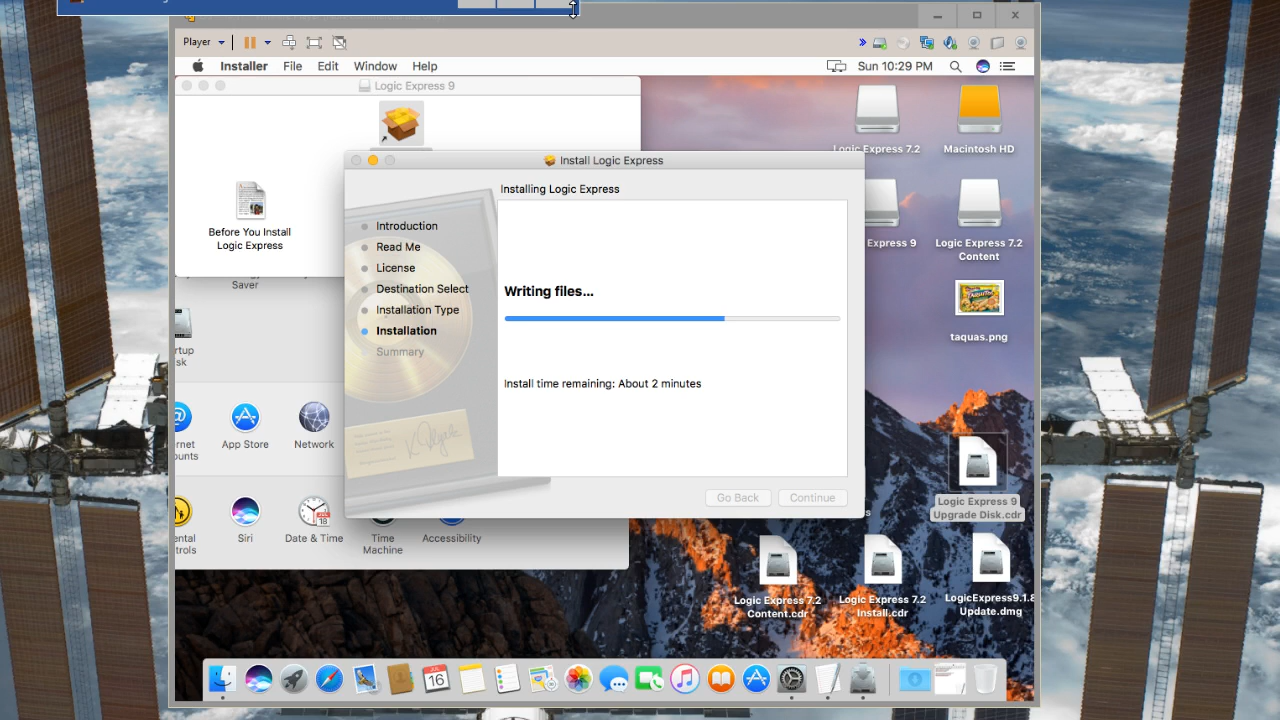 Player
Installer File Edit Window Help
Sun 10:29 PM
Logic Express 9
Before You Install
Logic Express
Saver
Install Logic Express
Installing Logic Express
Introduction
Read Me
License
Destination Select
Installation Type
Installation
Summary
Writing files...
Install time remaining: About 2 minutes
Go Back
Continue
App Store
Network
Siri
Date & Time
Time
Machine
Accessibility
Logic Express 7.2
Macintosh HD
Express 9
Logic Express 7.2
Content
taquas.png
Logic Express 9
Upgrade Disk.cdr
Logic Express 7.2
Content.cdr
Logic Express 7.2
Install.cdr
LogicExpress9.1.8
Update.dmg
JUL
18
16